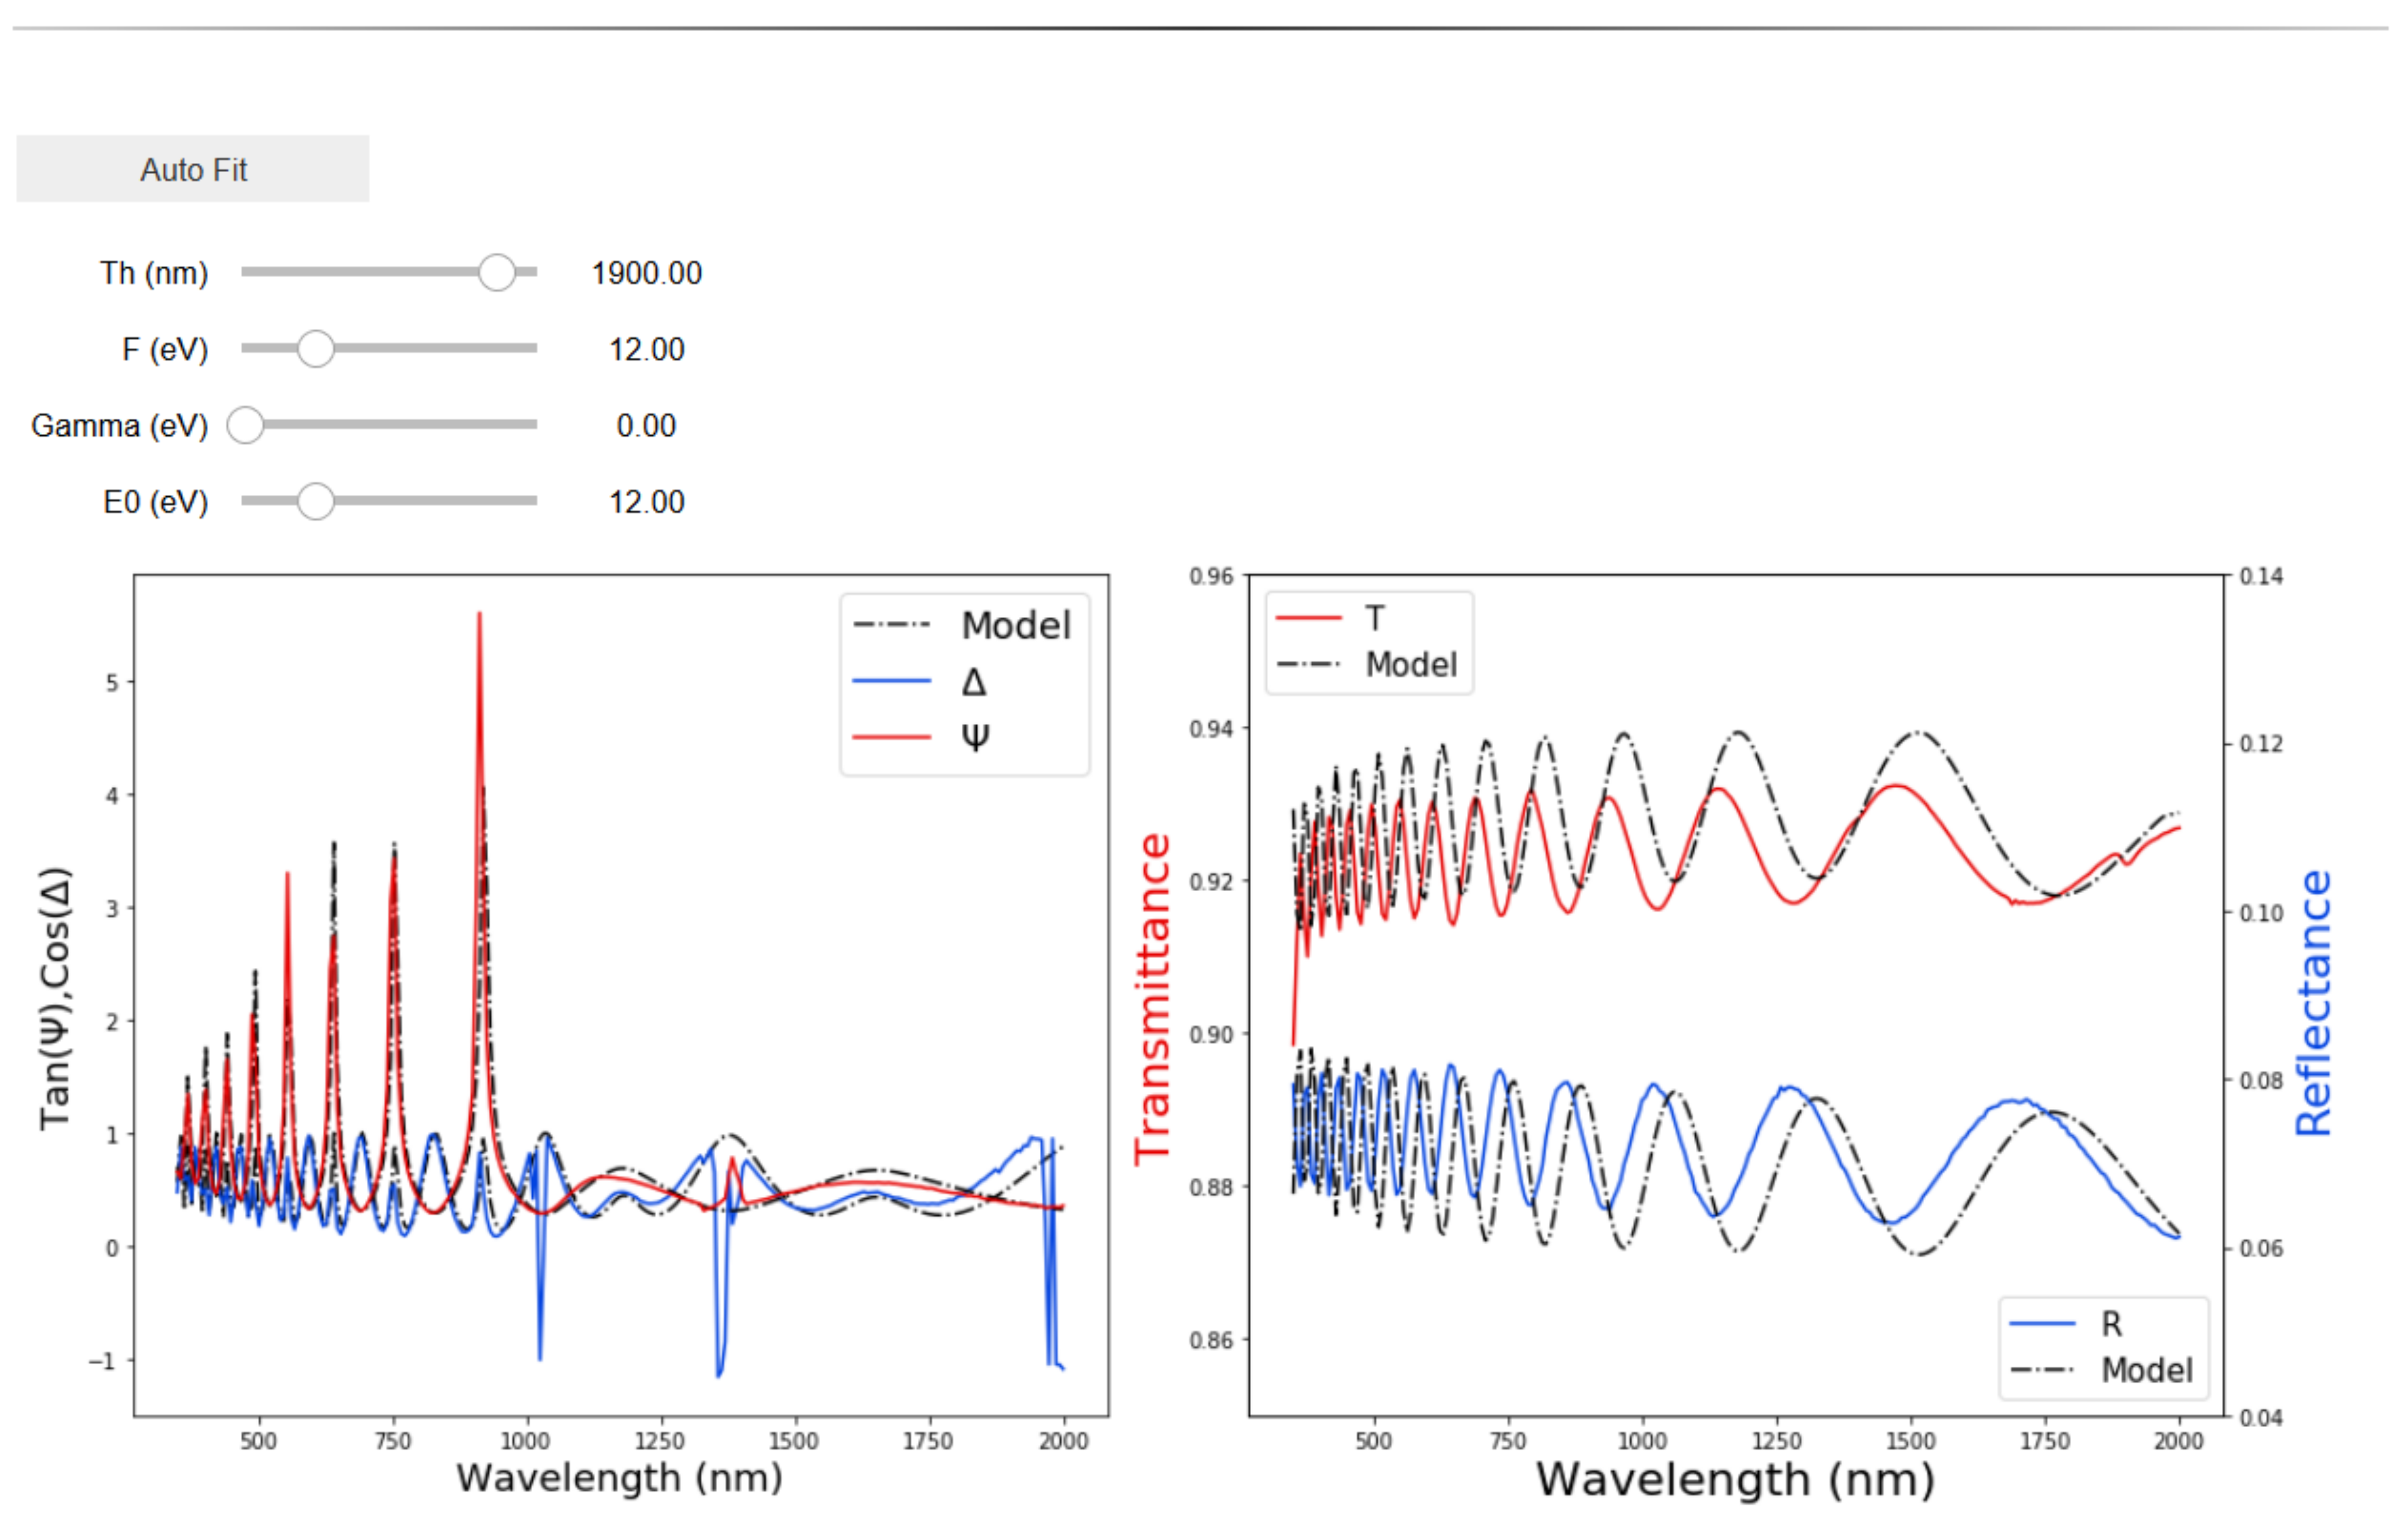 Auto Fit
Th (nm) 1900.00
F (eV) 12.00
Gamma (eV) 0.00
E0 (eV) 12.00
Model
Δ
Ψ
5
4
3
2
1
0
−1
Tan(Ψ),Cos(Δ)
500 750 1000 1250 1500 1750 2000
Wavelength (nm)
T
Model
0.96
0.94
0.92
0.90
0.88
0.86
Transmittance
0.14
0.12
0.10
0.08
0.06
0.04
Reflectance
R
Model
500 750 1000 1250 1500 1750 2000
Wavelength (nm)